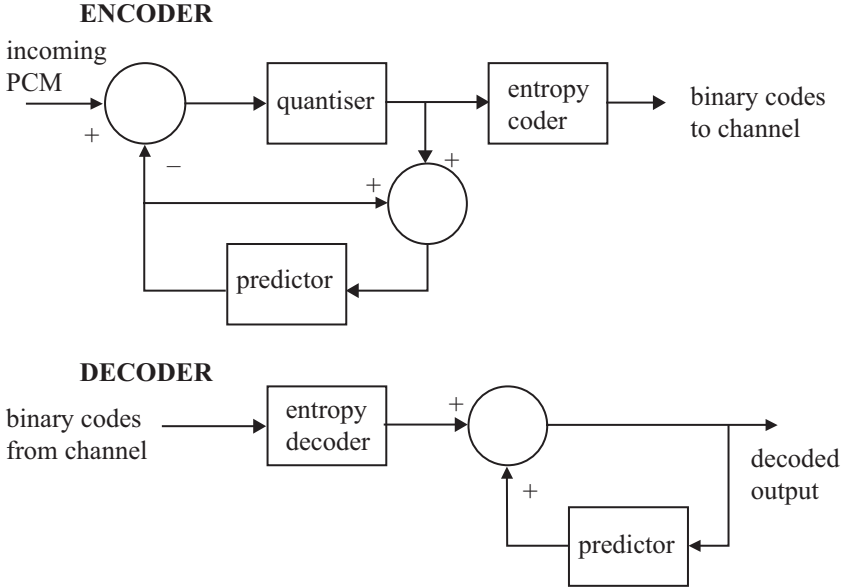 ENCODER
incoming
PCM
+
−
quantiser
entropy
coder
binary codes
to channel
+
+
predictor
DECODER
binary codes
from channel
entropy
decoder
+
+
decoded
output
predictor